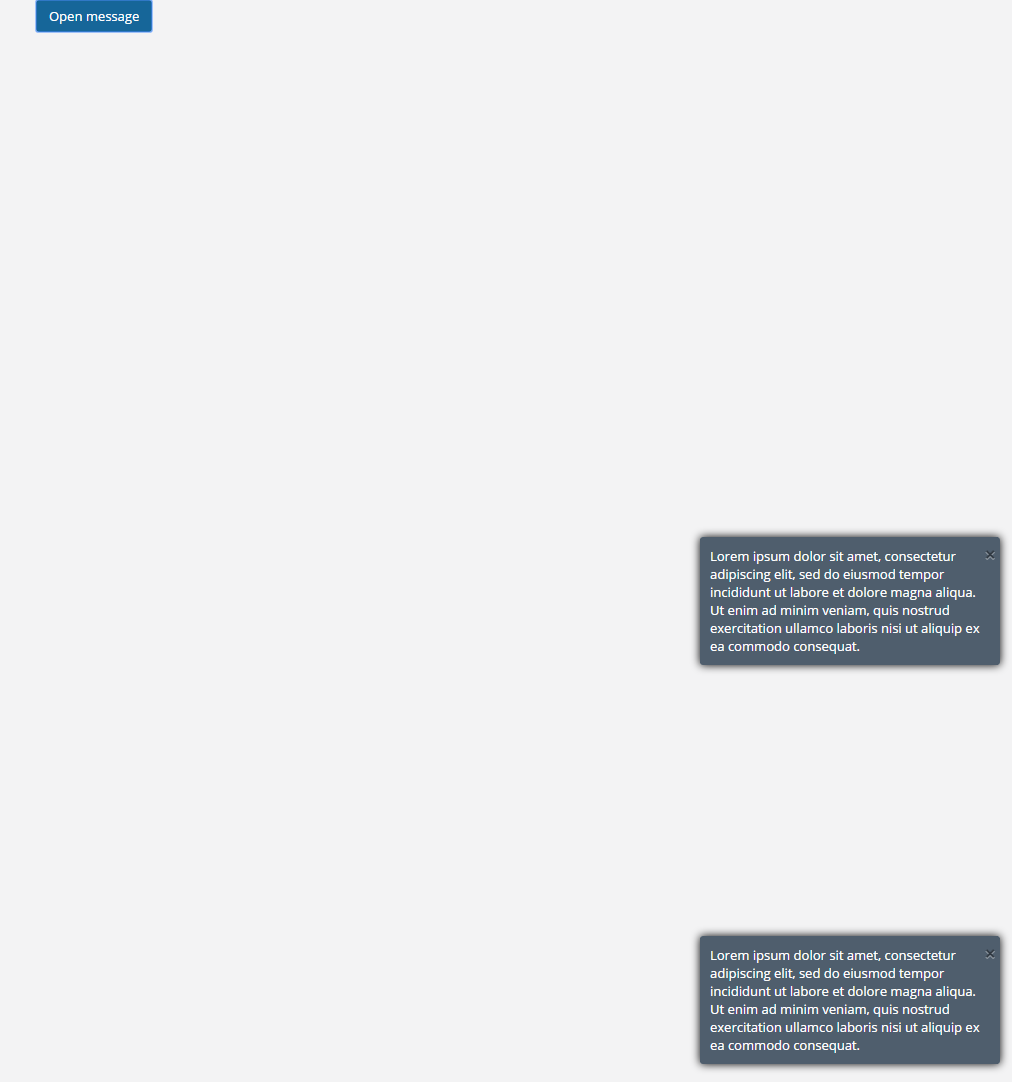 Open message
Lorem ipsum dolor sit amet, consectetur
adipiscing elit, sed do eiusmod tempor
incididunt ut labore et dolore magna aliqua.
Ut enim ad minim veniam, quis nostrud
exercitation ullamco laboris nisi ut aliquip ex
ea commodo consequat.
Lorem ipsum dolor sit amet, consectetur
adipiscing elit, sed do eiusmod tempor
incididunt ut labore et dolore magna aliqua.
Ut enim ad minim veniam, quis nostrud
exercitation ullamco laboris nisi ut aliquip ex
ea commodo consequat.